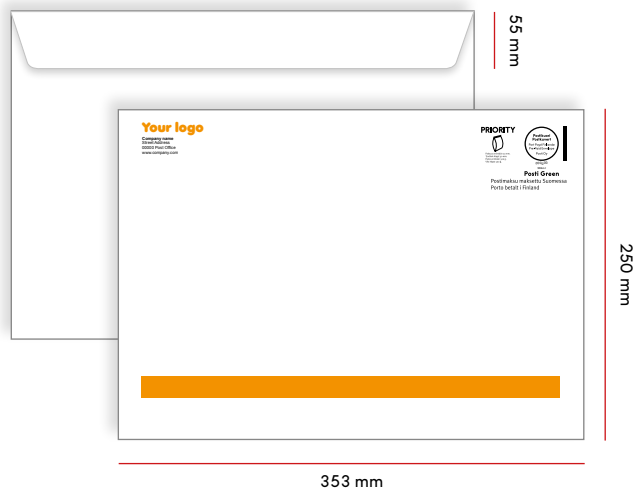 55 mm
Your logo
Company name
Street Address
00003 Post Office
www.company.com
PRIORITY
Posti Green
Postimaksu maksettu Suomessa
Porto betalt i Finland
250 mm
353 mm